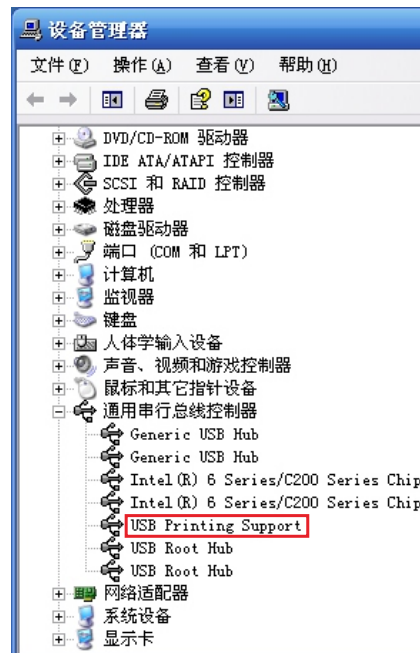 设备管理器
文件(F) 操作(A) 查看(V) 帮助(H)
DVD/CD-ROM 驱动器
IDE ATA/ATAPI 控制器
SCSI 和 RAID 控制器
处理器
磁盘驱动器
端口 (COM 和 LPT)
计算机
监视器
键盘
人体学输入设备
声音、视频和游戏控制器
鼠标和其它指针设备
通用串行总线控制器
Generic USB Hub
Generic USB Hub
Intel(R) 6 Series/C200 Series Chip
Intel(R) 6 Series/C200 Series Chip
USB Printing Support
USB Root Hub
USB Root Hub
网络适配器
系统设备
显示卡